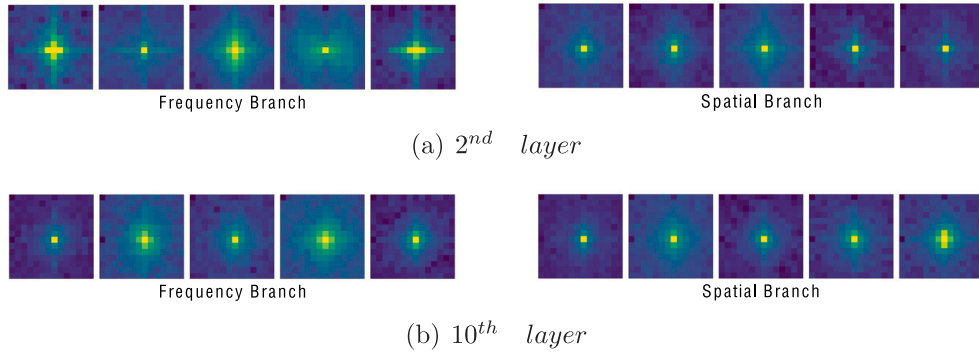 Frequency Branch Spatial Branch
(a) 2nd layer
Frequency Branch Spatial Branch
(b) 10th layer